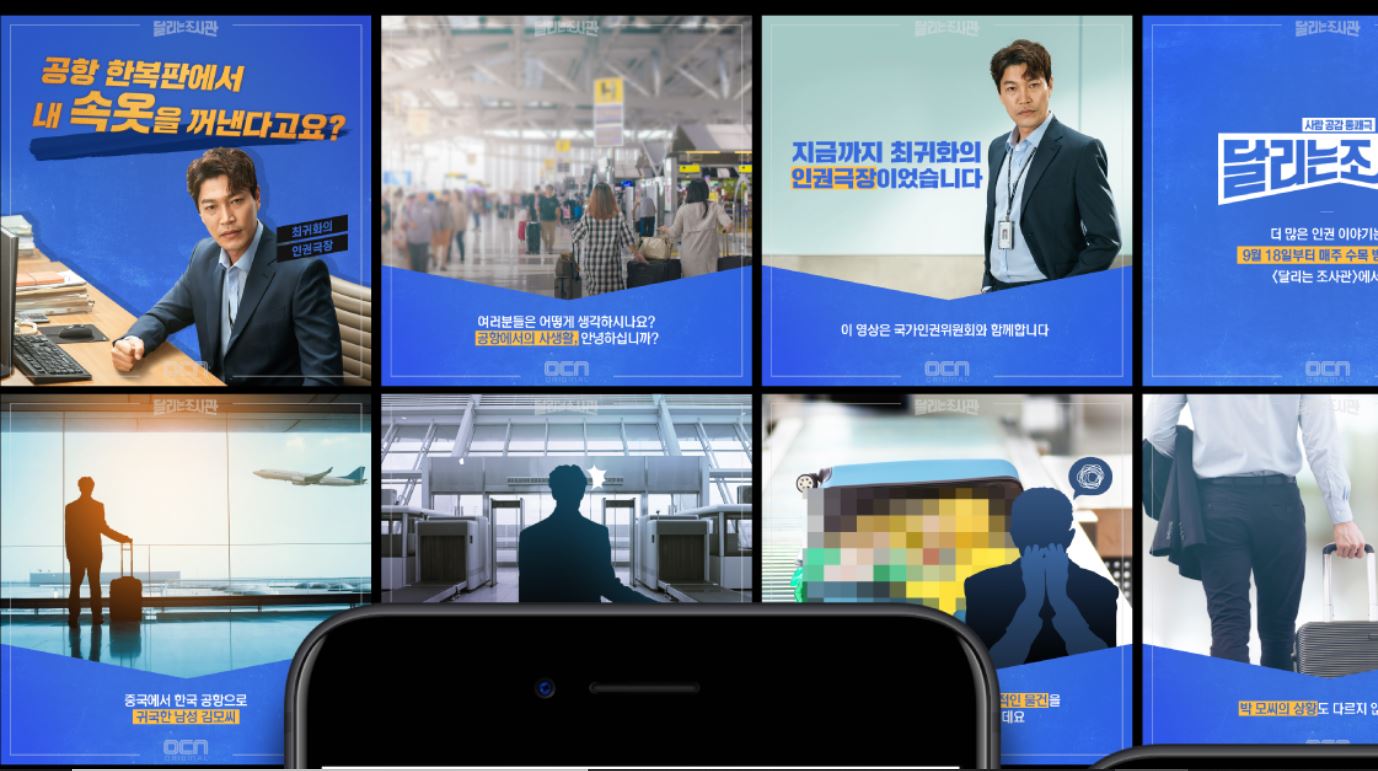 달리는조사관
공항 한복판에서
내 속옷을 꺼낸다고요?
최귀화의
인권극장
OCN
달리는조사관
여러분들은 어떻게 생각하시나요?
공항에서의 사생활, 안녕하십니까?
OCN
ORIGINAL
달리는조사관
지금까지 최귀화의
인권극장이었습니다
이 영상은 국가인권위원회와 함께합니다
OCN
ORIGINAL
달리는조사관
사람 공감 통쾌극
달리는조
더 많은 인권 이야기는
9월 18일부터 매주 수목
〈달리는 조사관〉에서
OCN
ORIGINAL
달리는조사관
중국에서 한국 공항으로
귀국한 남성 김모씨
OCN
ORIGINAL
달리는조사관
달리는조사관
적인 물건을
데요
조사관
박 모씨의 상황도 다르지